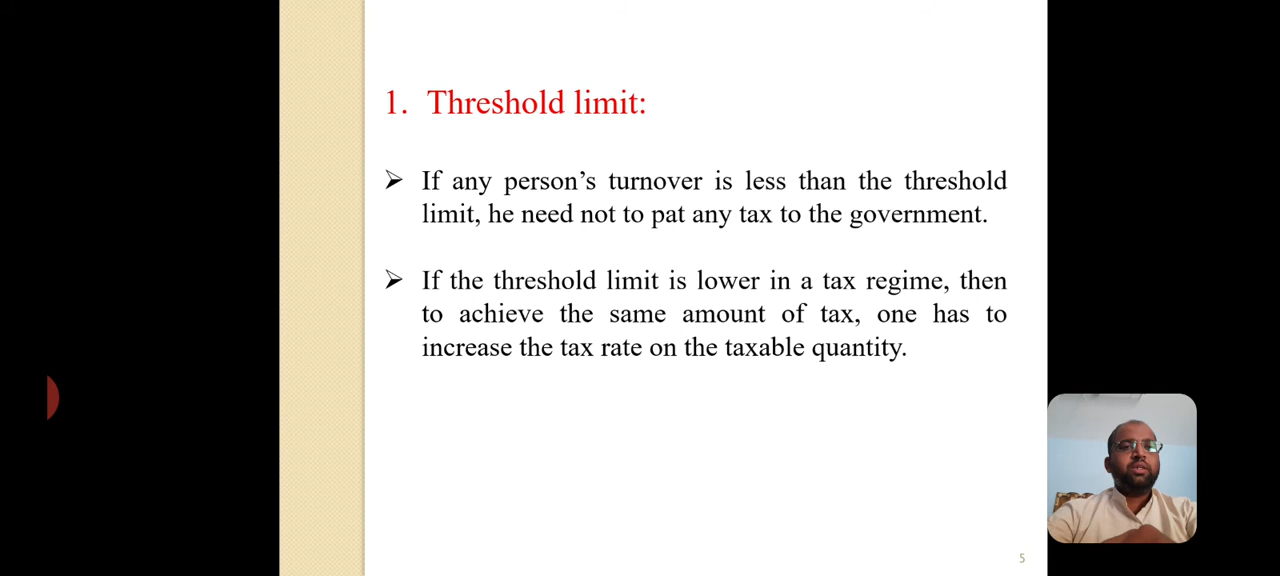 1. Threshold limit:
➢ If any person's turnover is less than the threshold
limit, he need not to pat any tax to the government.
➢ If the threshold limit is lower in a tax regime, then
to achieve the same amount of tax, one has to
increase the tax rate on the taxable quantity.
5